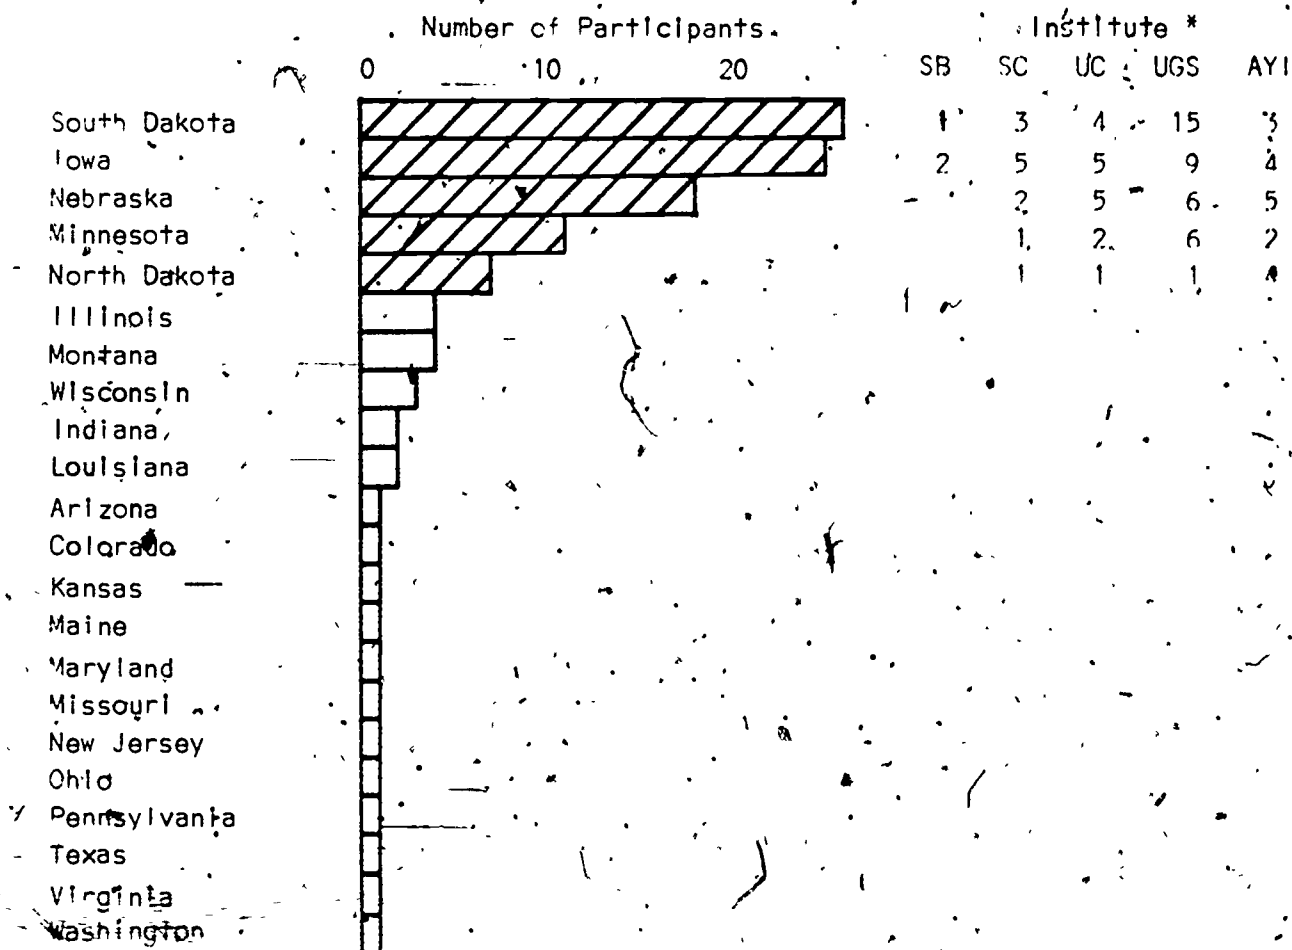 Number of Participants. Institute *
0 10 20 SB SC UC UGS AYI
South Dakota 1 3 4 15 3
Iowa 2 5 5 9 4
Nebraska 2 5 6 5
Minnesota 1 2 6 2
North Dakota 1 1 1
Illinois
Montana
Wisconsin
Indiana
Louisiana
Arizona
Colorado
Kansas
Maine
Maryland
Missouri
New Jersey
Ohio
Pennsylvania
Texas
Virginia
Washington